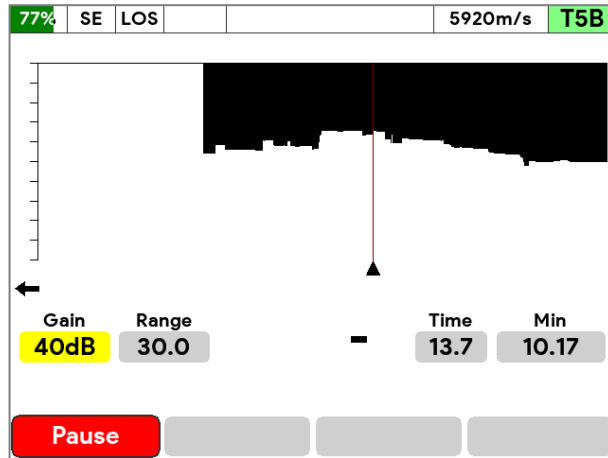 77% SE LOS 5920m/s T5B
Gain Range Time Min
40dB 30.0 - 13.7 10.17
Pause